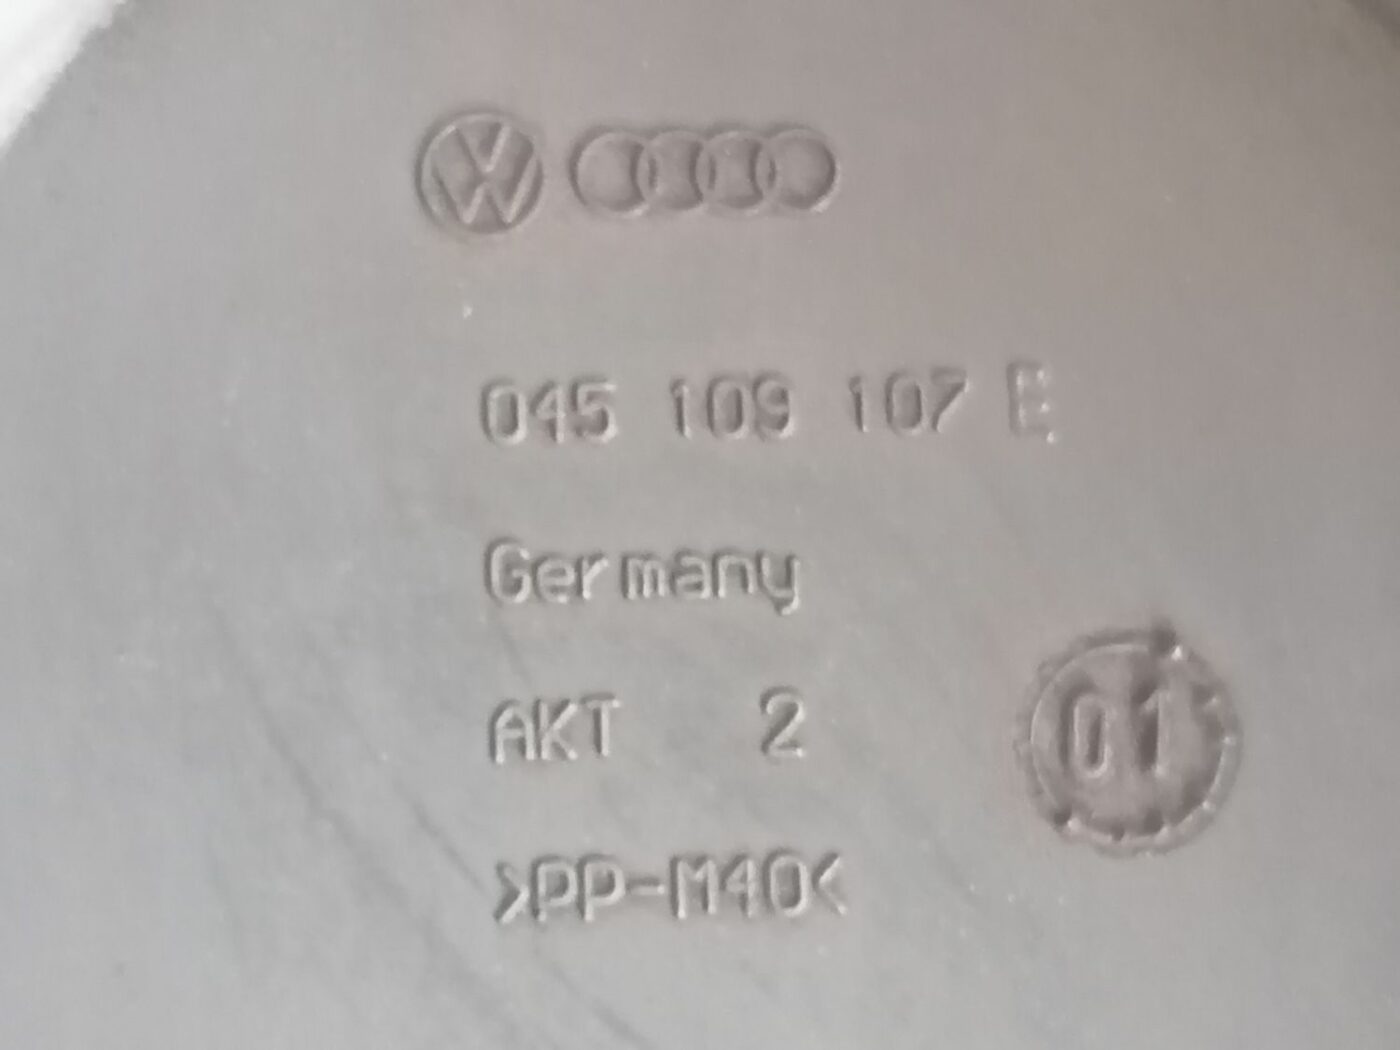 045 109 107 E
Germany
AKT 2
01
>PP-M40<